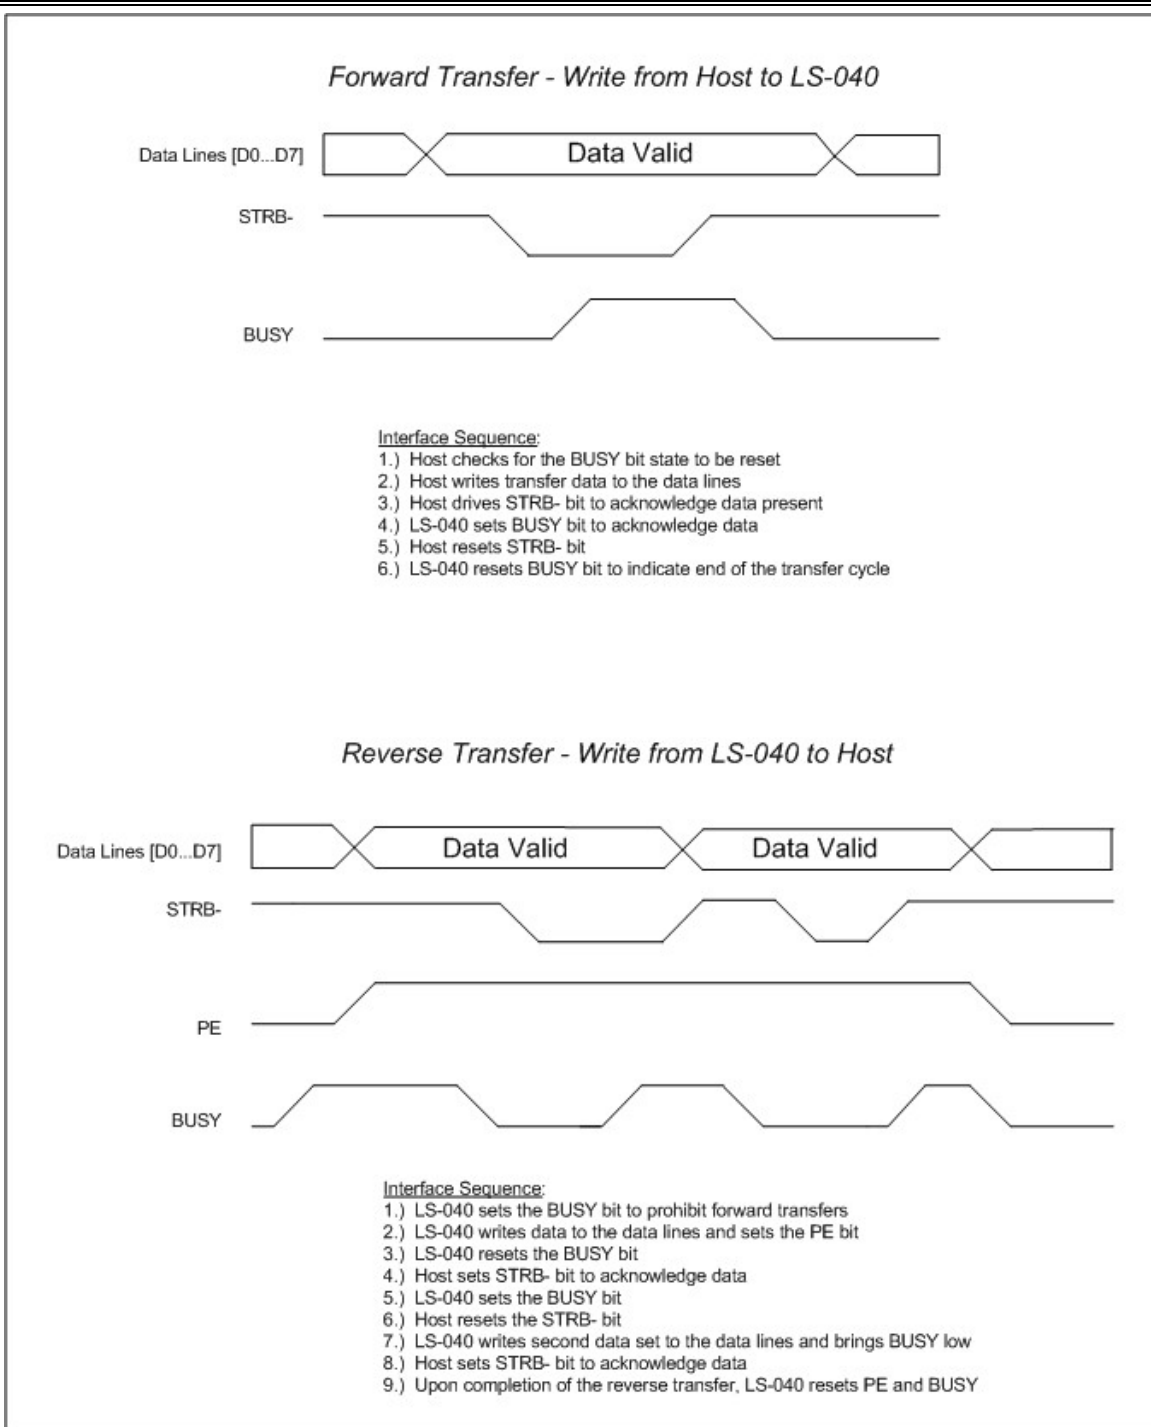 Forward Transfer - Write from Host to LS-040
Data Lines [D0...D7]
Data Valid
STRB-
BUSY
Interface Sequence:
1.) Host checks for the BUSY bit state to be reset
2.) Host writes transfer data to the data lines
3.) Host drives STRB- bit to acknowledge data present
4.) LS-040 sets BUSY bit to acknowledge data
5.) Host resets STRB- bit
6.) LS-040 resets BUSY bit to indicate end of the transfer cycle
Reverse Transfer - Write from LS-040 to Host
Data Lines [D0...D7]
Data Valid
Data Valid
STRB-
PE
BUSY
Interface Sequence:
1.) LS-040 sets the BUSY bit to prohibit forward transfers
2.) LS-040 writes data to the data lines and sets the PE bit
3.) LS-040 resets the BUSY bit
4.) Host sets STRB- bit to acknowledge data
5.) LS-040 sets the BUSY bit
6.) Host resets the STRB- bit
7.) LS-040 writes second data set to the data lines and brings BUSY low
8.) Host sets STRB- bit to acknowledge data
9.) Upon completion of the reverse transfer, LS-040 resets PE and BUSY